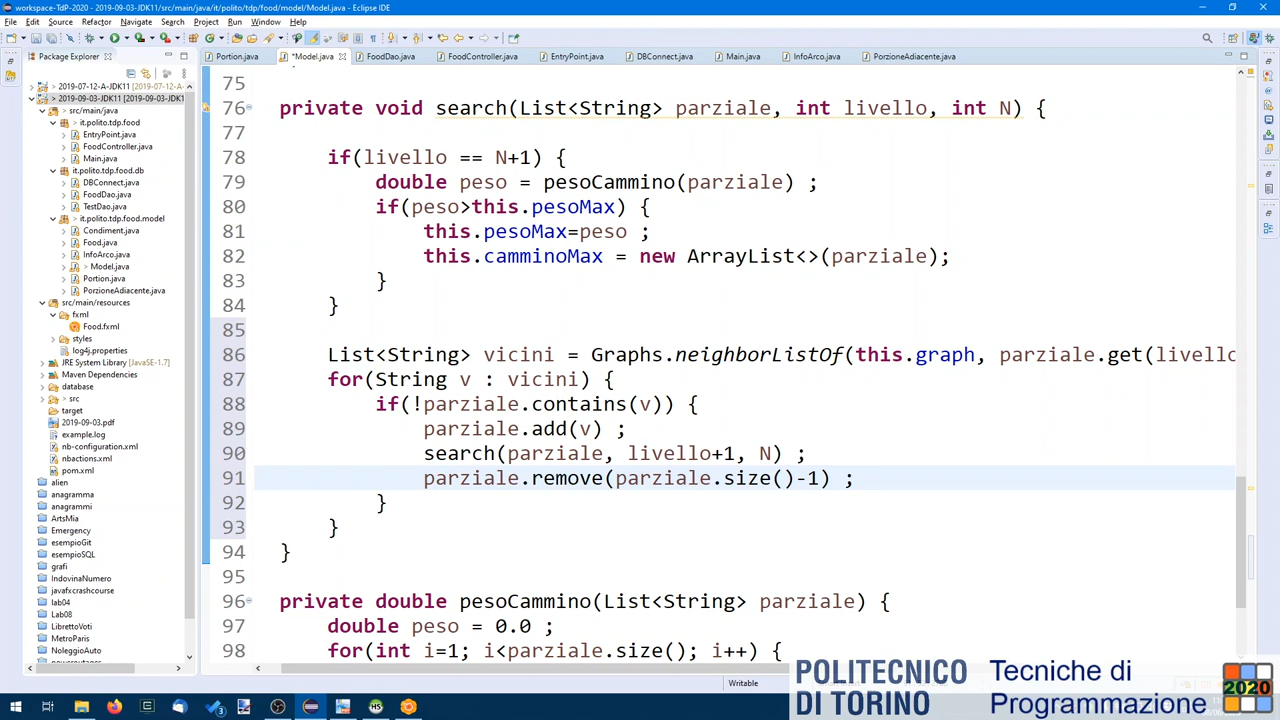 workspace-TdP-2020 - 2019-09-03-JDK11/src/main/java/it/polito/tdp/food/model/Model.java - Eclipse IDE
File Edit Source Refactor Navigate Search Project Run Window Help
Package Explorer
Portion.java *Model.java FoodDao.java FoodController.java EntryPoint.java DBConnect.java Main.java InfoArco.java PorzioneAdiacente.java
2019-07-12-A-JDK11 [2019-07-12-A-
2019-09-03-JDK11 [2019-09-03-JDK1
src/main/java
it.polito.tdp.food
EntryPoint.java
FoodController.java
Main.java
it.polito.tdp.food.db
DBConnect.java
FoodDao.java
TestDao.java
it.polito.tdp.food.model
Condiment.java
Food.java
InfoArco.java
> Model.java
Portion.java
PorzioneAdiacente.java
src/main/resources
fxml
Food.fxml
styles
log4j.properties
JRE System Library [JavaSE-1.7]
Maven Dependencies
database
> src
target
2019-09-03.pdf
example.log
nb-configuration.xml
nbactions.xml
pom.xml
alien
anagramma
anagrammi
ArtsMia
Emergency
esempioGit
esempioSQL
grafi
IndovinaNumero
javafxcrashcourse
lab04
Lab08
LibrettoVoti
MetroParis
NoleggioAuto
75
76 private void search(List<String> parziale, int livello, int N) {
77
78 if(livello == N+1) {
79 double peso = pesoCammino(parziale) ;
80 if(peso>this.pesoMax) {
81 this.pesoMax=peso ;
82 this.camminoMax = new ArrayList<>(parziale);
83 }
84 }
85
86 List<String> vicini = Graphs.neighborListOf(this.graph, parziale.get(livello
87 for(String v : vicini) {
88 if(!parziale.contains(v)) {
89 parziale.add(v) ;
90 search(parziale, livello+1, N) ;
91 parziale.remove(parziale.size()-1) ;
92 }
93 }
94 }
95
96 private double pesoCammino(List<String> parziale) {
97 double peso = 0.0 ;
98 for(int i=1; i<parziale.size(); i++) {
Writable
POLITECNICO
DI TORINO
Tecniche di
Programmazione
2020